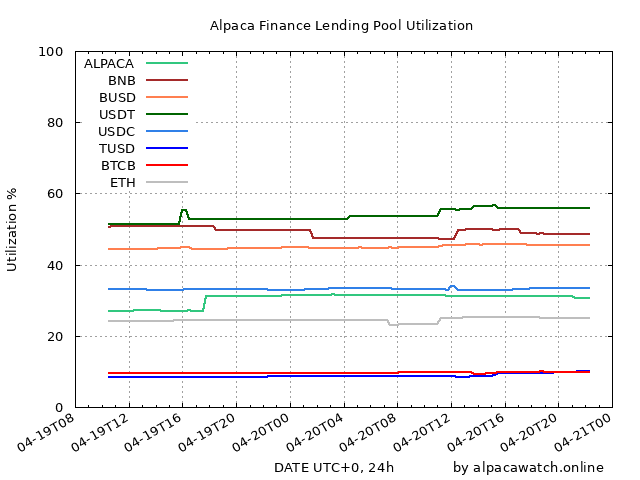 Alpaca Finance Lending Pool Utilization
100
80
60
40
20
0
Utilization %
ALPACA
BNB
BUSD
USDT
USDC
TUSD
BTCB
ETH
04-19T08
04-19T12
04-19T16
04-19T20
04-20T00
04-20T04
04-20T08
04-20T12
04-20T16
04-20T20
04-21T00
DATE UTC+0, 24h
by alpacawatch.online